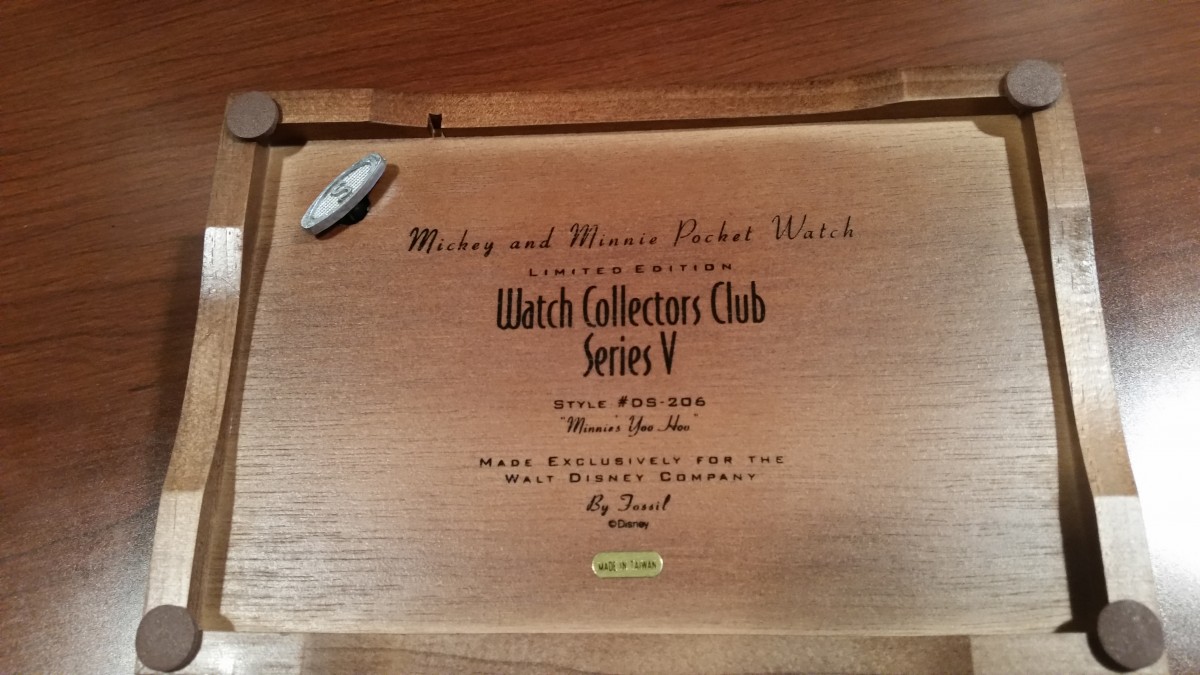 Mickey and Minnie Pocket Watch
LIMITED EDITION
Watch Collectors Club
Series V
STYLE #DS-206
"Minnie's Yoo Hoo"
MADE EXCLUSIVELY FOR THE
WALT DISNEY COMPANY
By Fossil
©Disney
MADE IN TAIWAN